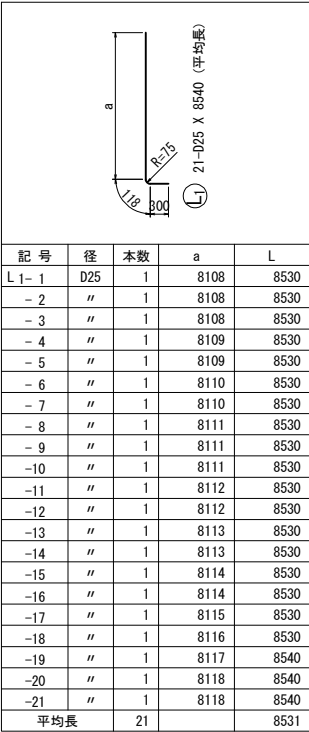 a
R=75
118
300
L1 21-D25 X 8540 (平均長)
記 号 径 本数 a L
L 1- 1 D25 1 8108 8530
- 2 〃 1 8108 8530
- 3 〃 1 8108 8530
- 4 〃 1 8109 8530
- 5 〃 1 8109 8530
- 6 〃 1 8110 8530
- 7 〃 1 8110 8530
- 8 〃 1 8111 8530
- 9 〃 1 8111 8530
-10 〃 1 8111 8530
-11 〃 1 8112 8530
-12 〃 1 8112 8530
-13 〃 1 8113 8530
-14 〃 1 8113 8530
-15 〃 1 8114 8530
-16 〃 1 8114 8530
-17 〃 1 8115 8530
-18 〃 1 8116 8530
-19 〃 1 8117 8540
-20 〃 1 8118 8540
-21 〃 1 8118 8540
平均長 21 8531